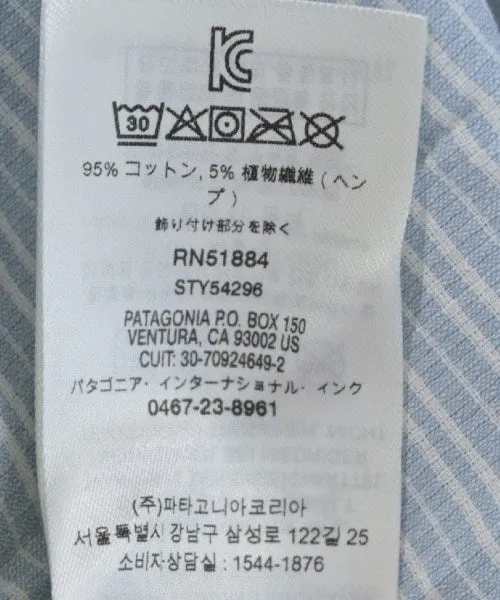 KC
30
95% コットン, 5% 植物繊維 ( ヘン
プ )
飾り付け部分を除く
RN51884
STY54296
PATAGONIA P.O. BOX 150
VENTURA, CA 93002 US
CUIT: 30-70924649-2
パタゴニア・インターナショナル・インク
0467-23-8961
(주)파타고니아코리아
서울특별시 강남구 삼성로 122길 25
소비자상담실 : 1544-1876